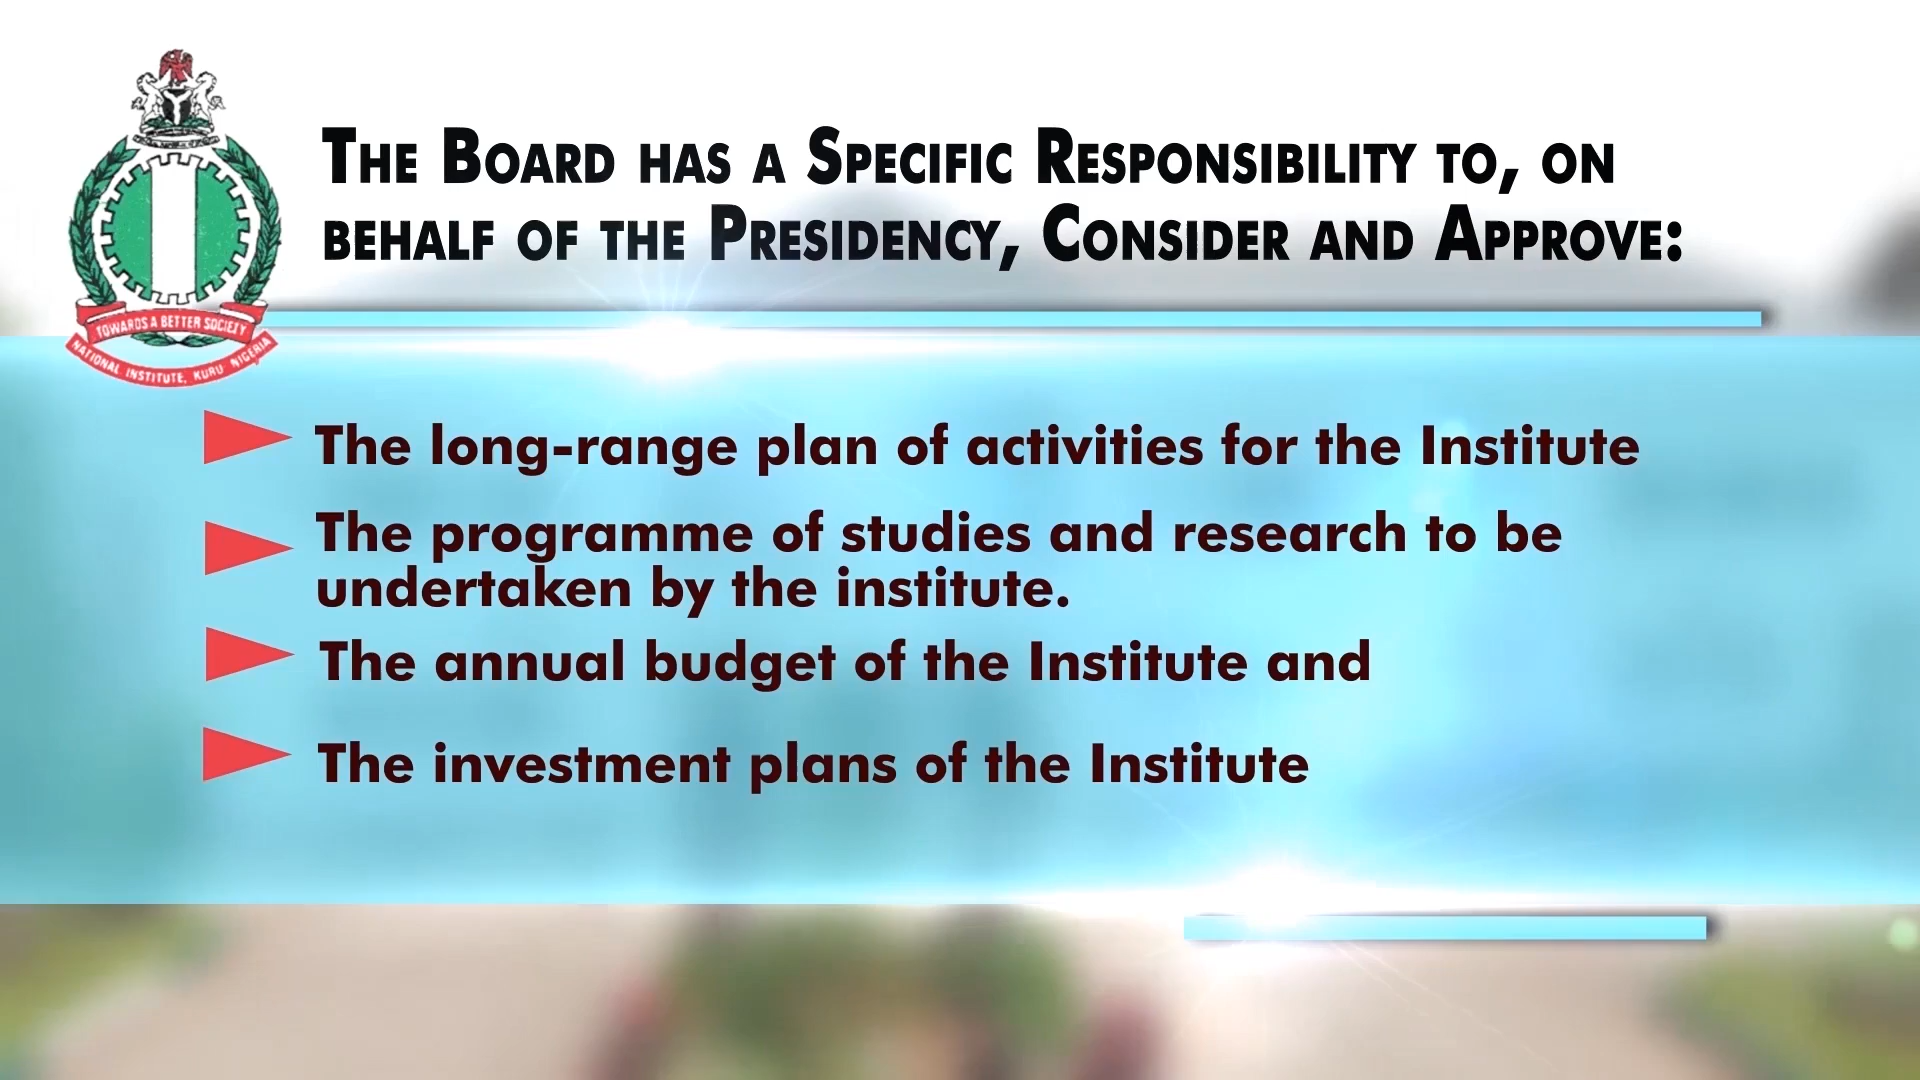 THE BOARD HAS A SPECIFIC RESPONSIBILITY TO, ON
BEHALF OF THE PRESIDENCY, CONSIDER AND APPROVE:
TOWARDS A BETTER SOCIETY
NATIONAL INSTITUTE, KURU NIGERIA
The long-range plan of activities for the Institute
The programme of studies and research to be
undertaken by the institute.
The annual budget of the Institute and
The investment plans of the Institute